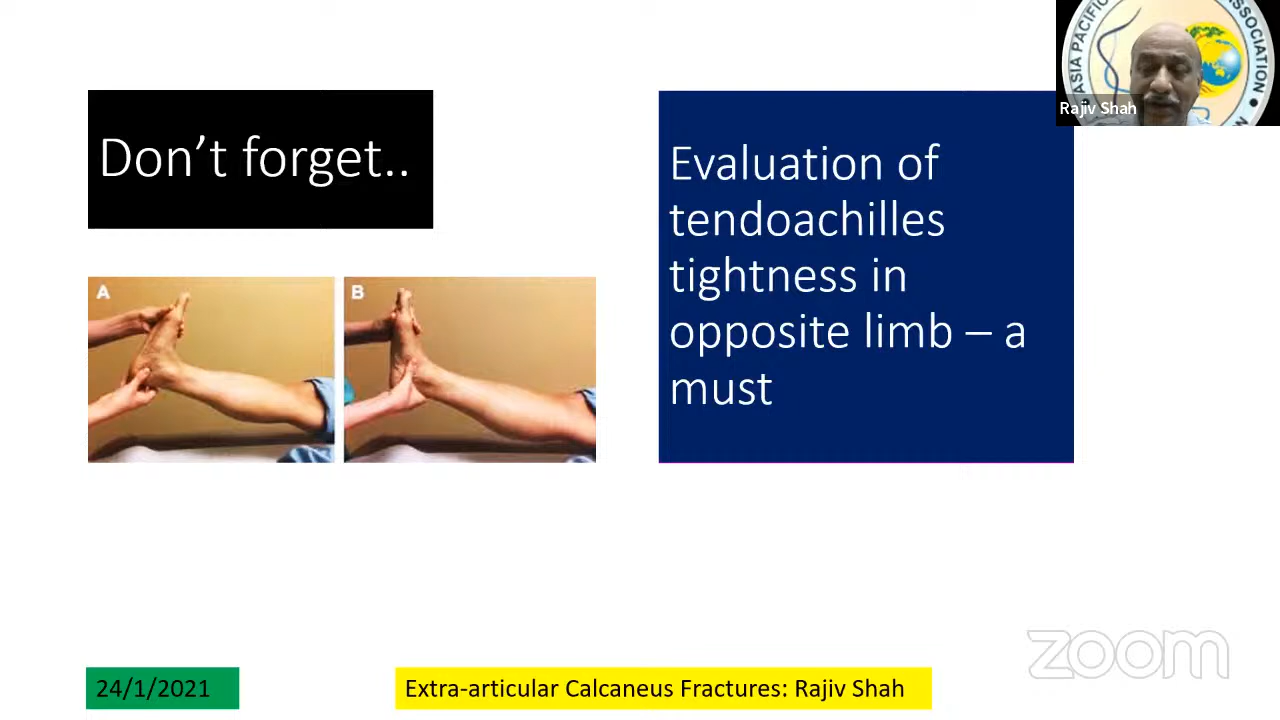 ASIA PACIFIC
ASSOCIATION
Rajiv Shah
Don't forget..
Evaluation of
tendoachilles
tightness in
opposite limb – a
must
A
B
zoom
24/1/2021
Extra-articular Calcaneus Fractures: Rajiv Shah